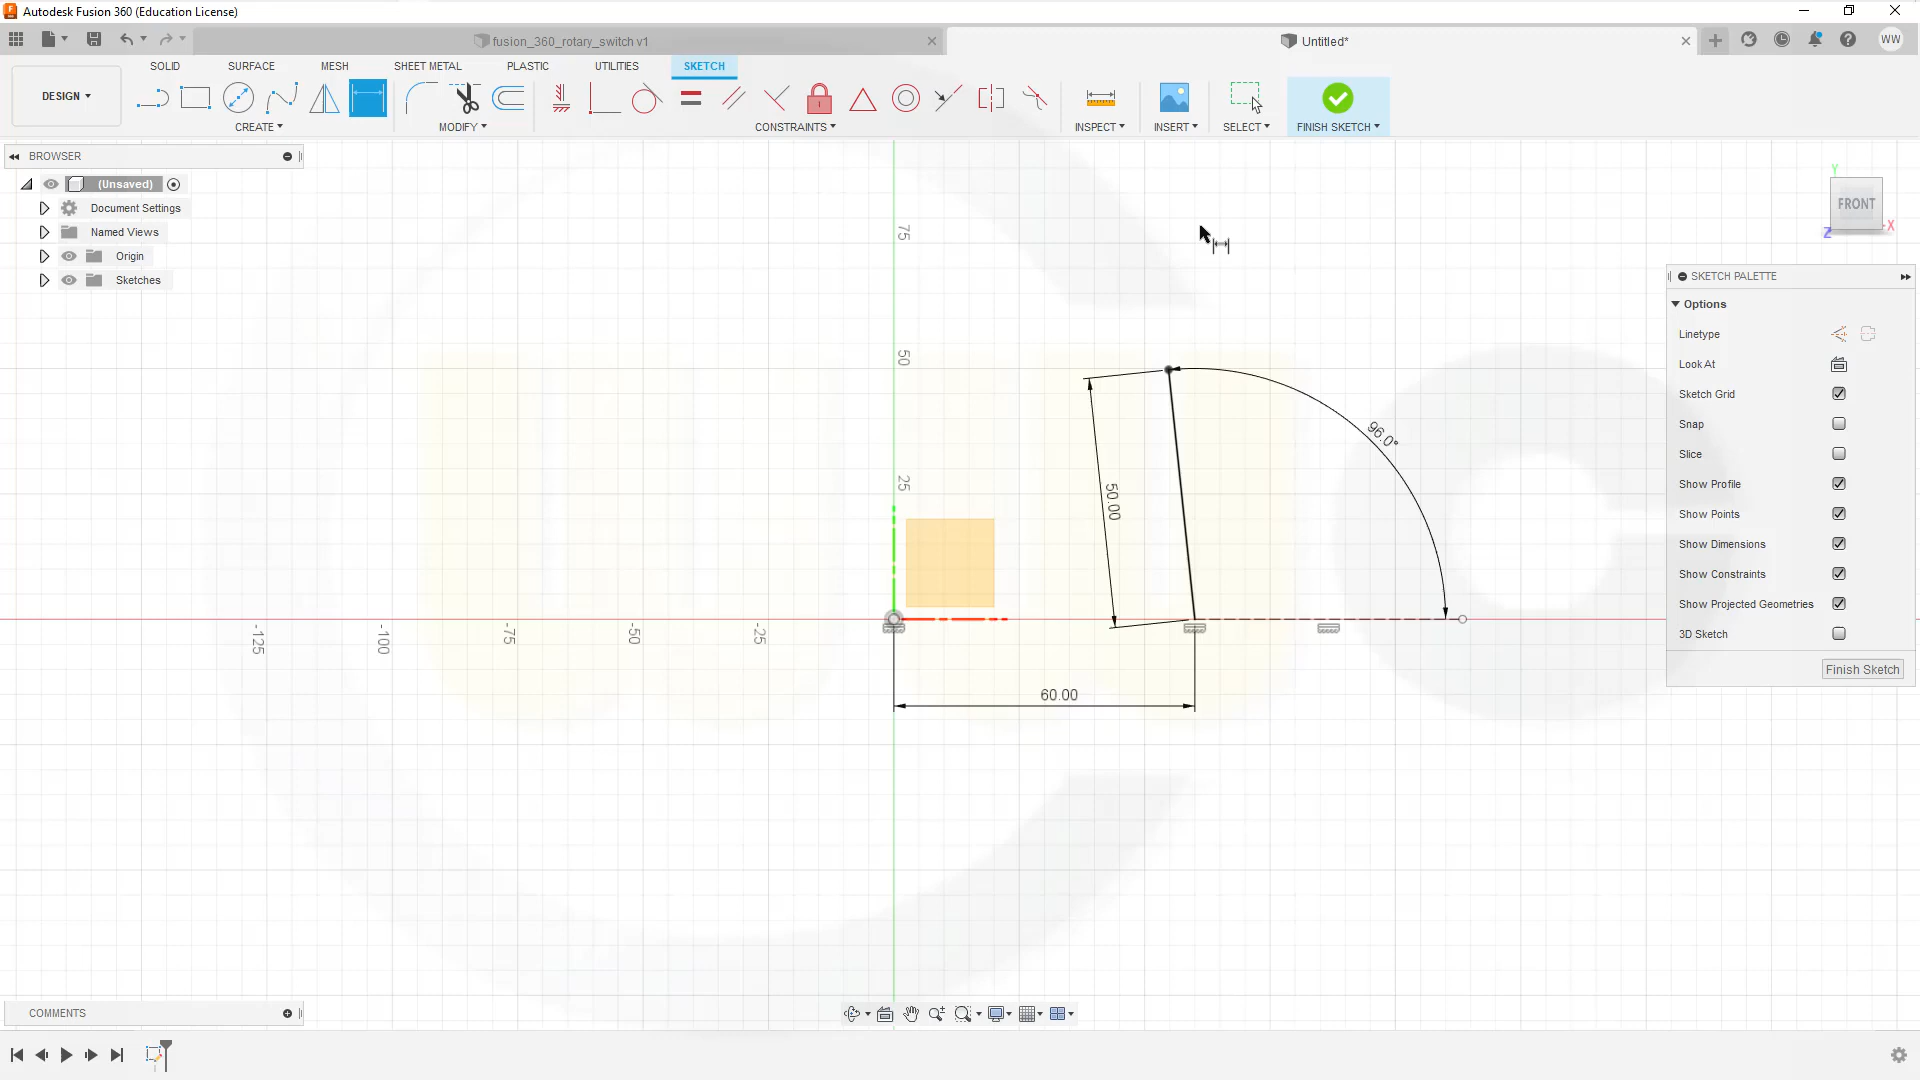 Autodesk Fusion 360 (Education License)
fusion_360_rotary_switch v1
Untitled*
WW
DESIGN
SOLID
SURFACE
MESH
SHEET METAL
PLASTIC
UTILITIES
SKETCH
CREATE
MODIFY
CONSTRAINTS
INSPECT
INSERT
SELECT
FINISH SKETCH
BROWSER
(Unsaved)
Document Settings
Named Views
Origin
Sketches
Y
FRONT
X
Z
SKETCH PALETTE
Options
Linetype
Look At
Sketch Grid
Snap
Slice
Show Profile
Show Points
Show Dimensions
Show Constraints
Show Projected Geometries
3D Sketch
Finish Sketch
75
50
25
-125
-100
-75
-50
-25
50.00
96.0°
60.00
COMMENTS